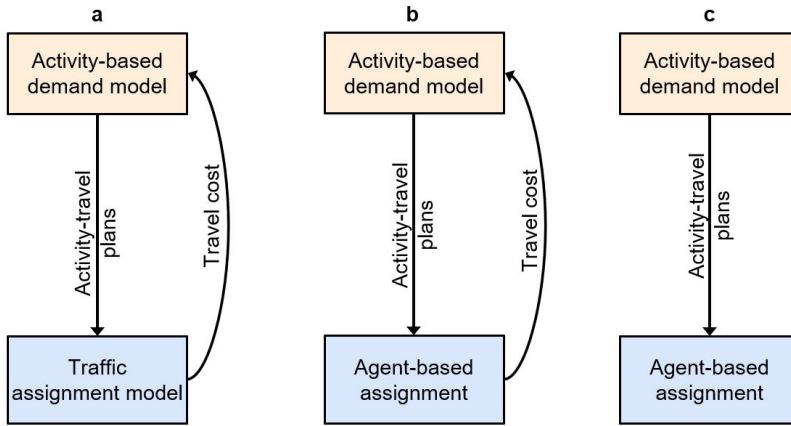 a
Activity-based
demand model
Activity-travel
plans
Travel cost
Traffic
assignment model
b
Activity-based
demand model
Activity-travel
plans
Travel cost
Agent-based
assignment
c
Activity-based
demand model
Activity-travel
plans
Agent-based
assignment